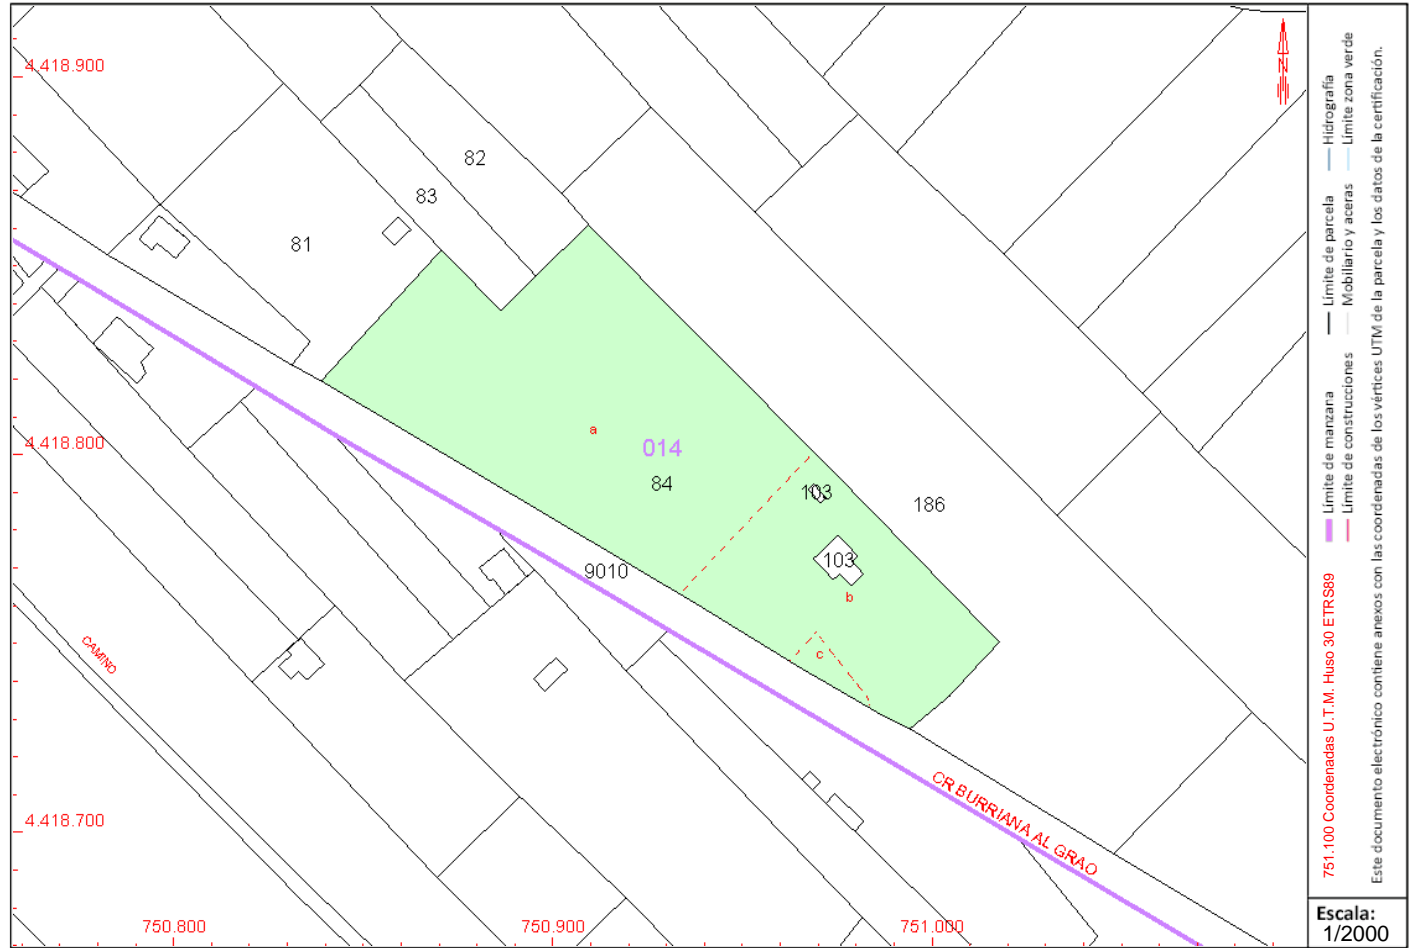 4.418.900
82
83
81
a
014
84
4.418.800
103
186
103
9010
b
c
CAMINO
CR BURRIANA AL GRAO
4.418.700
750.800
750.900
751.000
N
Límite de manzana
Límite de parcela
Hidrografía
Límite de construcciones
Mobiliario y aceras
Límite zona verde
751.100 Coordenadas U.T.M. Huso 30 ETRS89
Este documento electrónico contiene anexos con las coordenadas de los vértices UTM de la parcela y los datos de la certificación.
Escala:
1/2000